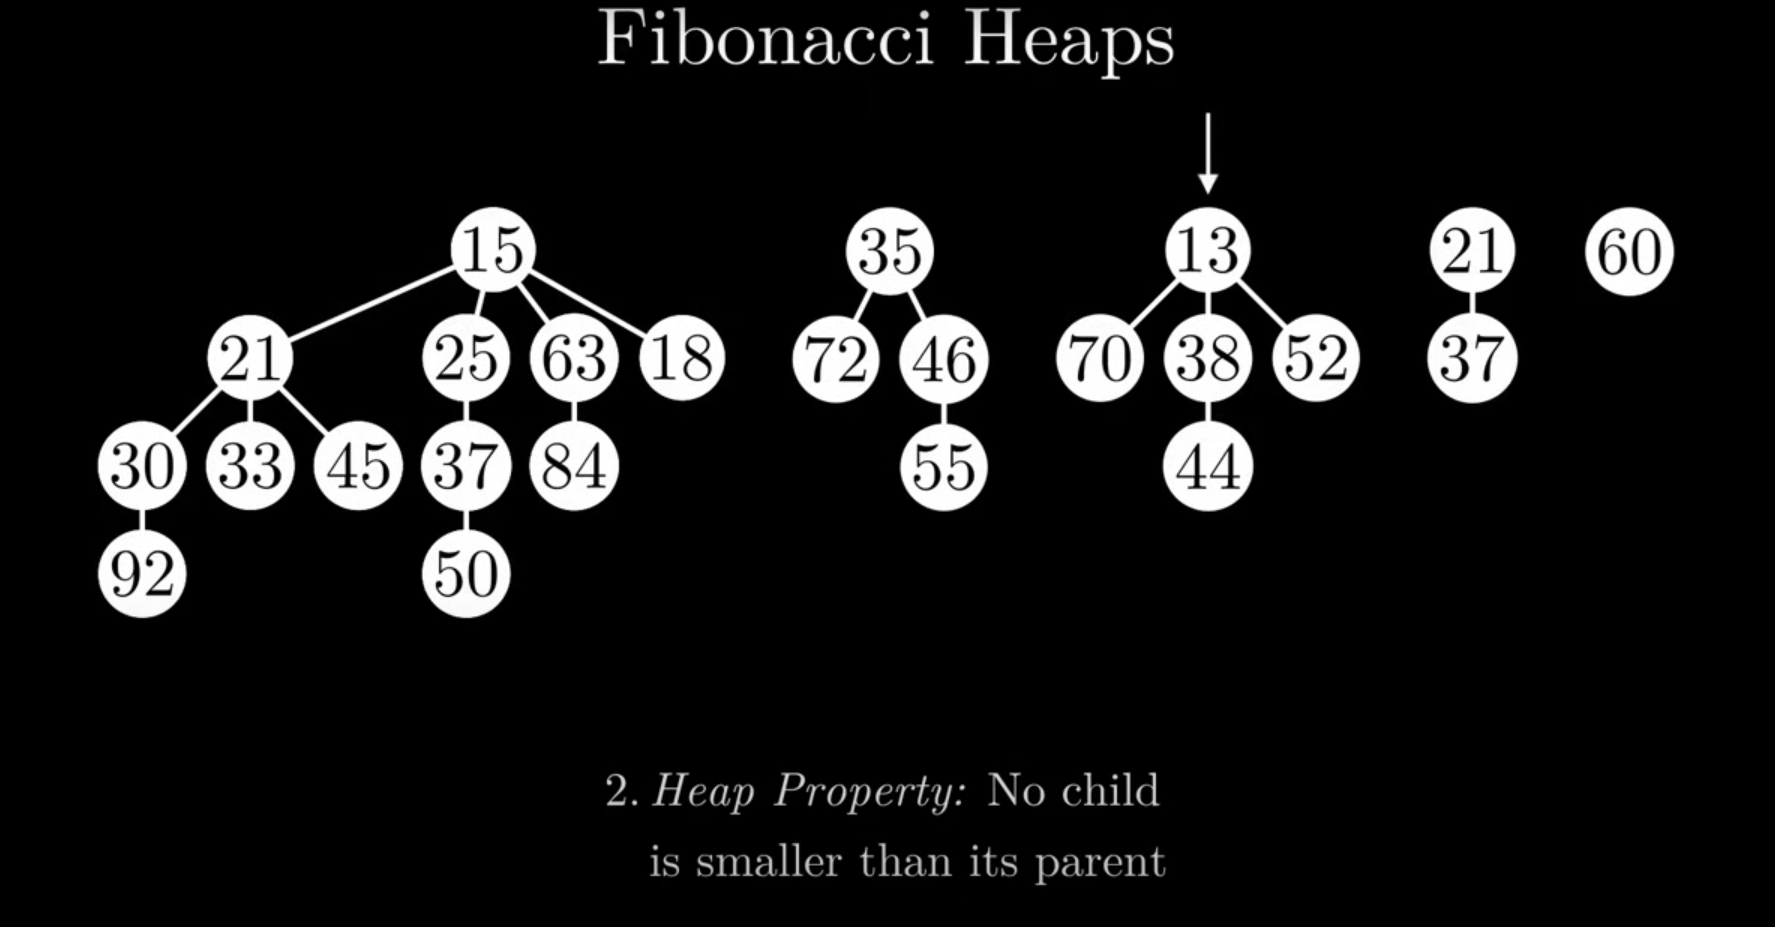 Fibonacci Heaps
15 35 13 21 60
21 25 63 18 72 46 70 38 52 37
30 33 45 37 84 55 44
92 50
2. Heap Property: No child
is smaller than its parent